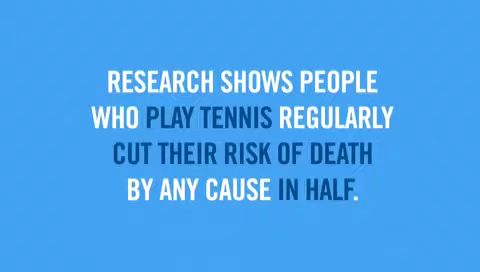 RESEARCH SHOWS PEOPLE
WHO PLAY TENNIS REGULARLY
CUT THEIR RISK OF DEATH
BY ANY CAUSE IN HALF.